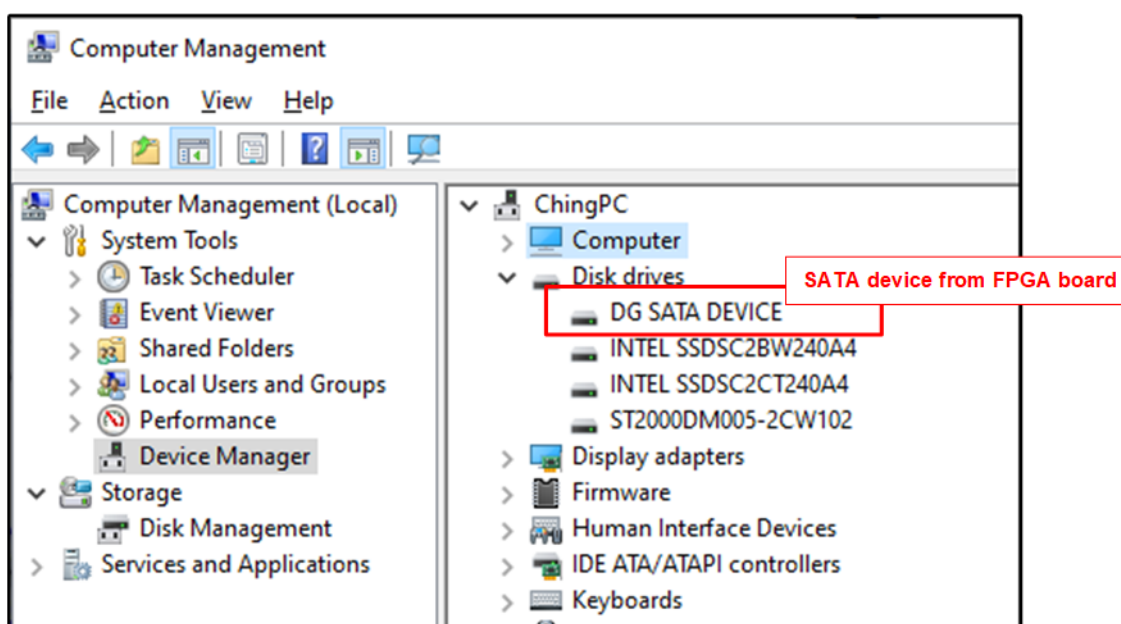 Computer Management
File Action View Help
Computer Management (Local)
System Tools
Task Scheduler
Event Viewer
Shared Folders
Local Users and Groups
Performance
Device Manager
Storage
Disk Management
Services and Applications
ChingPC
Computer
Disk drives
SATA device from FPGA board
DG SATA DEVICE
INTEL SSDSC2BW240A4
INTEL SSDSC2CT240A4
ST2000DM005-2CW102
Display adapters
Firmware
Human Interface Devices
IDE ATA/ATAPI controllers
Keyboards